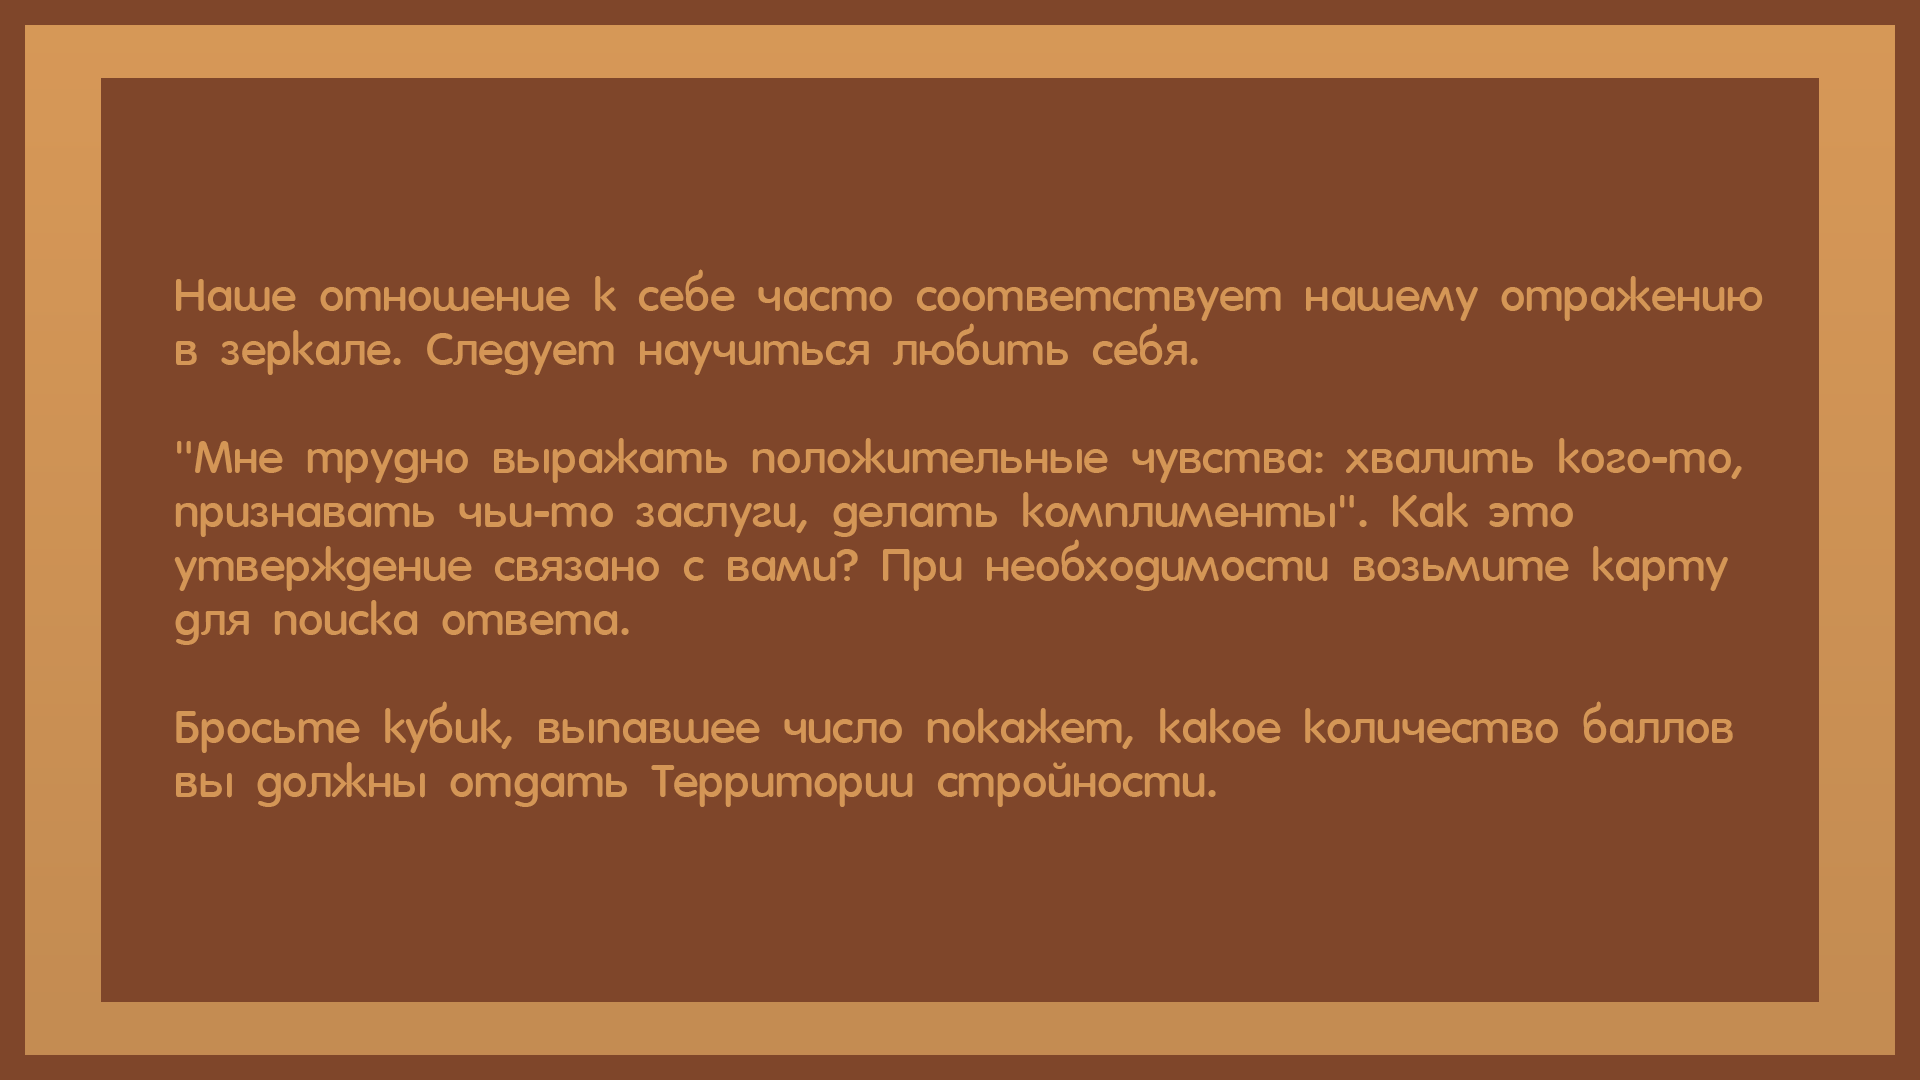 Наше отношение к себе часто соответствует нашему отражению
в зеркале. Следует научиться любить себя.
"Мне трудно выражать положительные чувства: хвалить кого-то,
признавать чьи-то заслуги, делать комплименты". Как это
утверждение связано с вами? При необходимости возьмите карту
для поиска ответа.
Бросьте кубик, выпавшее число покажет, какое количество баллов
вы должны отдать Территории стройности.